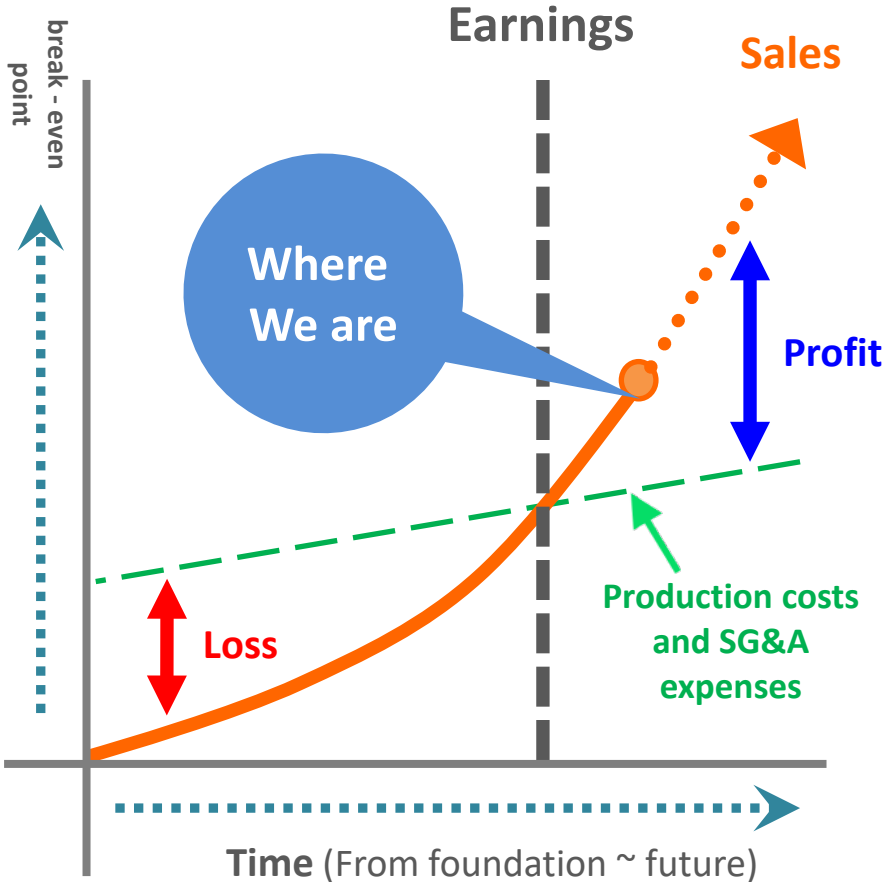 Earnings
Sales
break - even
point
Where
We are
Profit
Loss
Production costs
and SG&A
expenses
Time (From foundation ~ future)